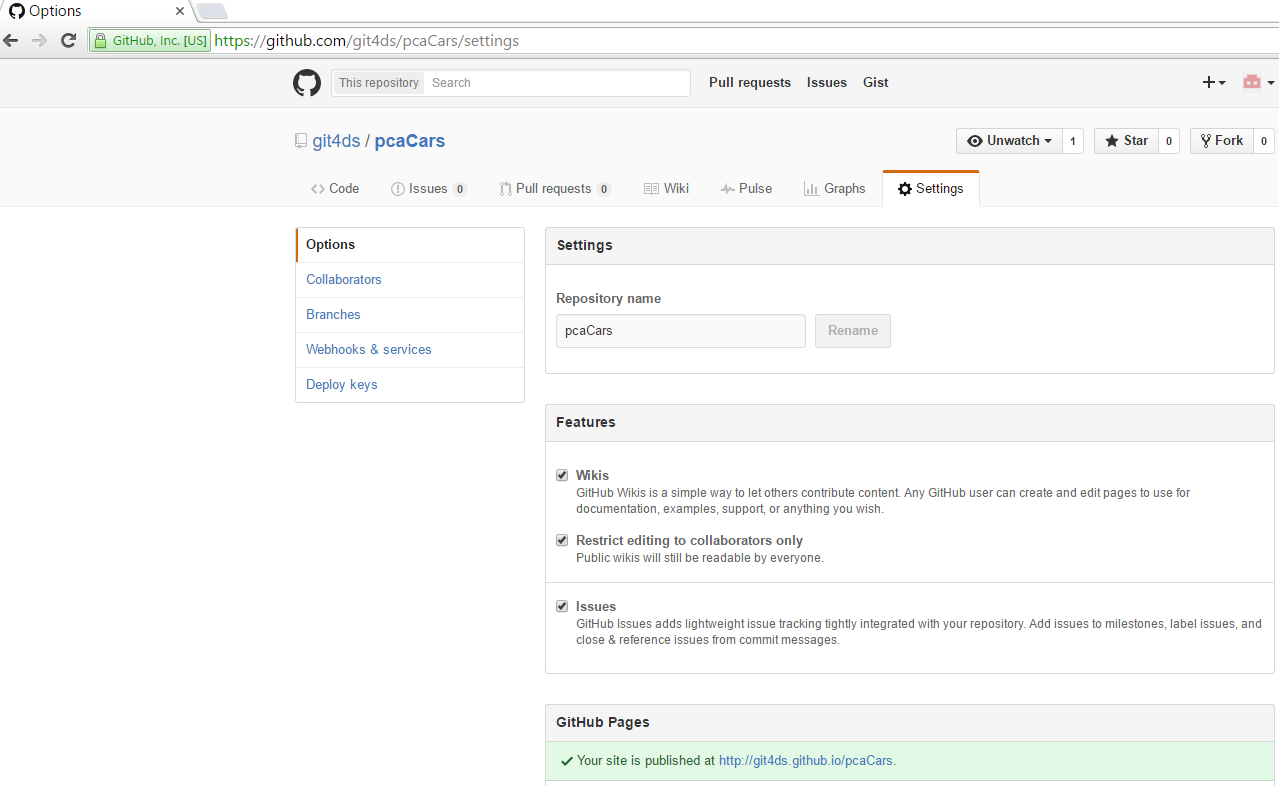 Options
GitHub, Inc. [US] https://github.com/git4ds/pcaCars/settings
This repository Search Pull requests Issues Gist
git4ds / pcaCars Unwatch 1 Star 0 Fork 0
Code Issues 0 Pull requests 0 Wiki Pulse Graphs Settings
Options
Collaborators
Branches
Webhooks & services
Deploy keys
Settings
Repository name
pcaCars Rename
Features
Wikis
GitHub Wikis is a simple way to let others contribute content. Any GitHub user can create and edit pages to use for
documentation, examples, support, or anything you wish.
Restrict editing to collaborators only
Public wikis will still be readable by everyone.
Issues
GitHub Issues adds lightweight issue tracking tightly integrated with your repository. Add issues to milestones, label issues, and
close & reference issues from commit messages.
GitHub Pages
Your site is published at http://git4ds.github.io/pcaCars.